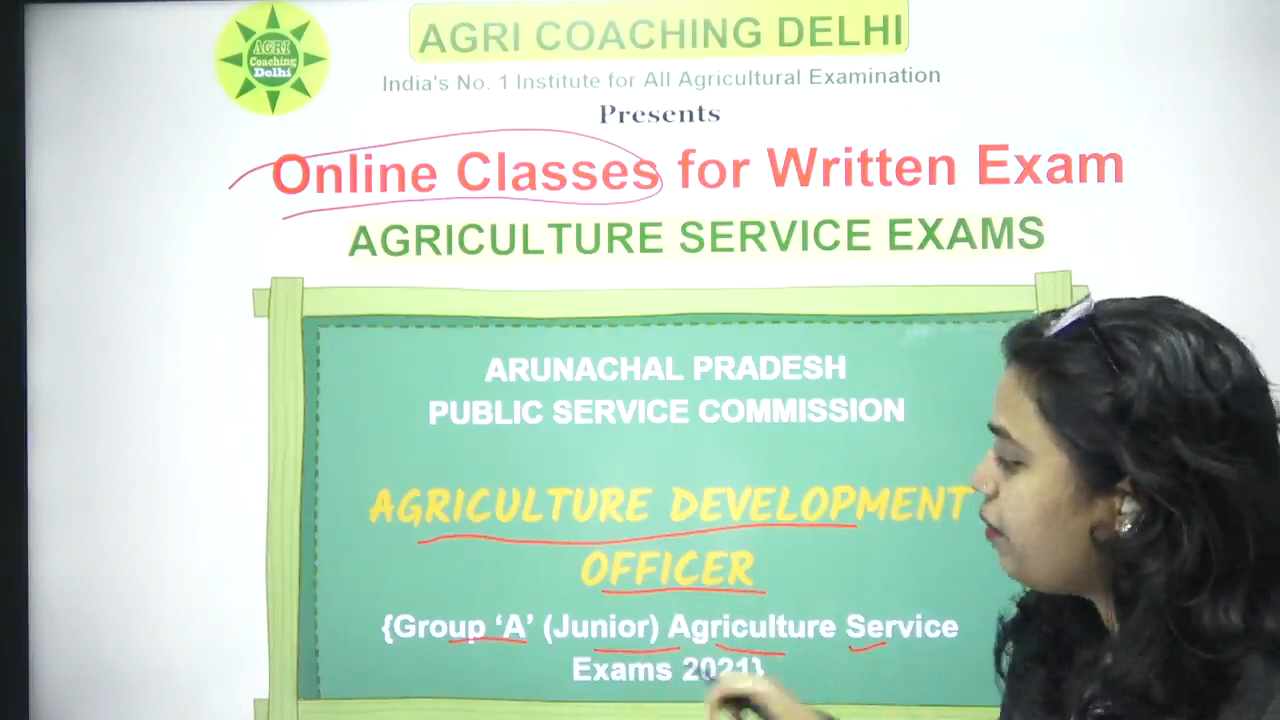 AGRI
Coaching
Delhi
AGRI COACHING DELHI
India's No. 1 Institute for All Agricultural Examination
Presents
Online Classes for Written Exam
AGRICULTURE SERVICE EXAMS
ARUNACHAL PRADESH
PUBLIC SERVICE COMMISSION
AGRICULTURE DEVELOPMENT
OFFICER
{Group ‘A’ (Junior) Agriculture Service
Exams 2021}